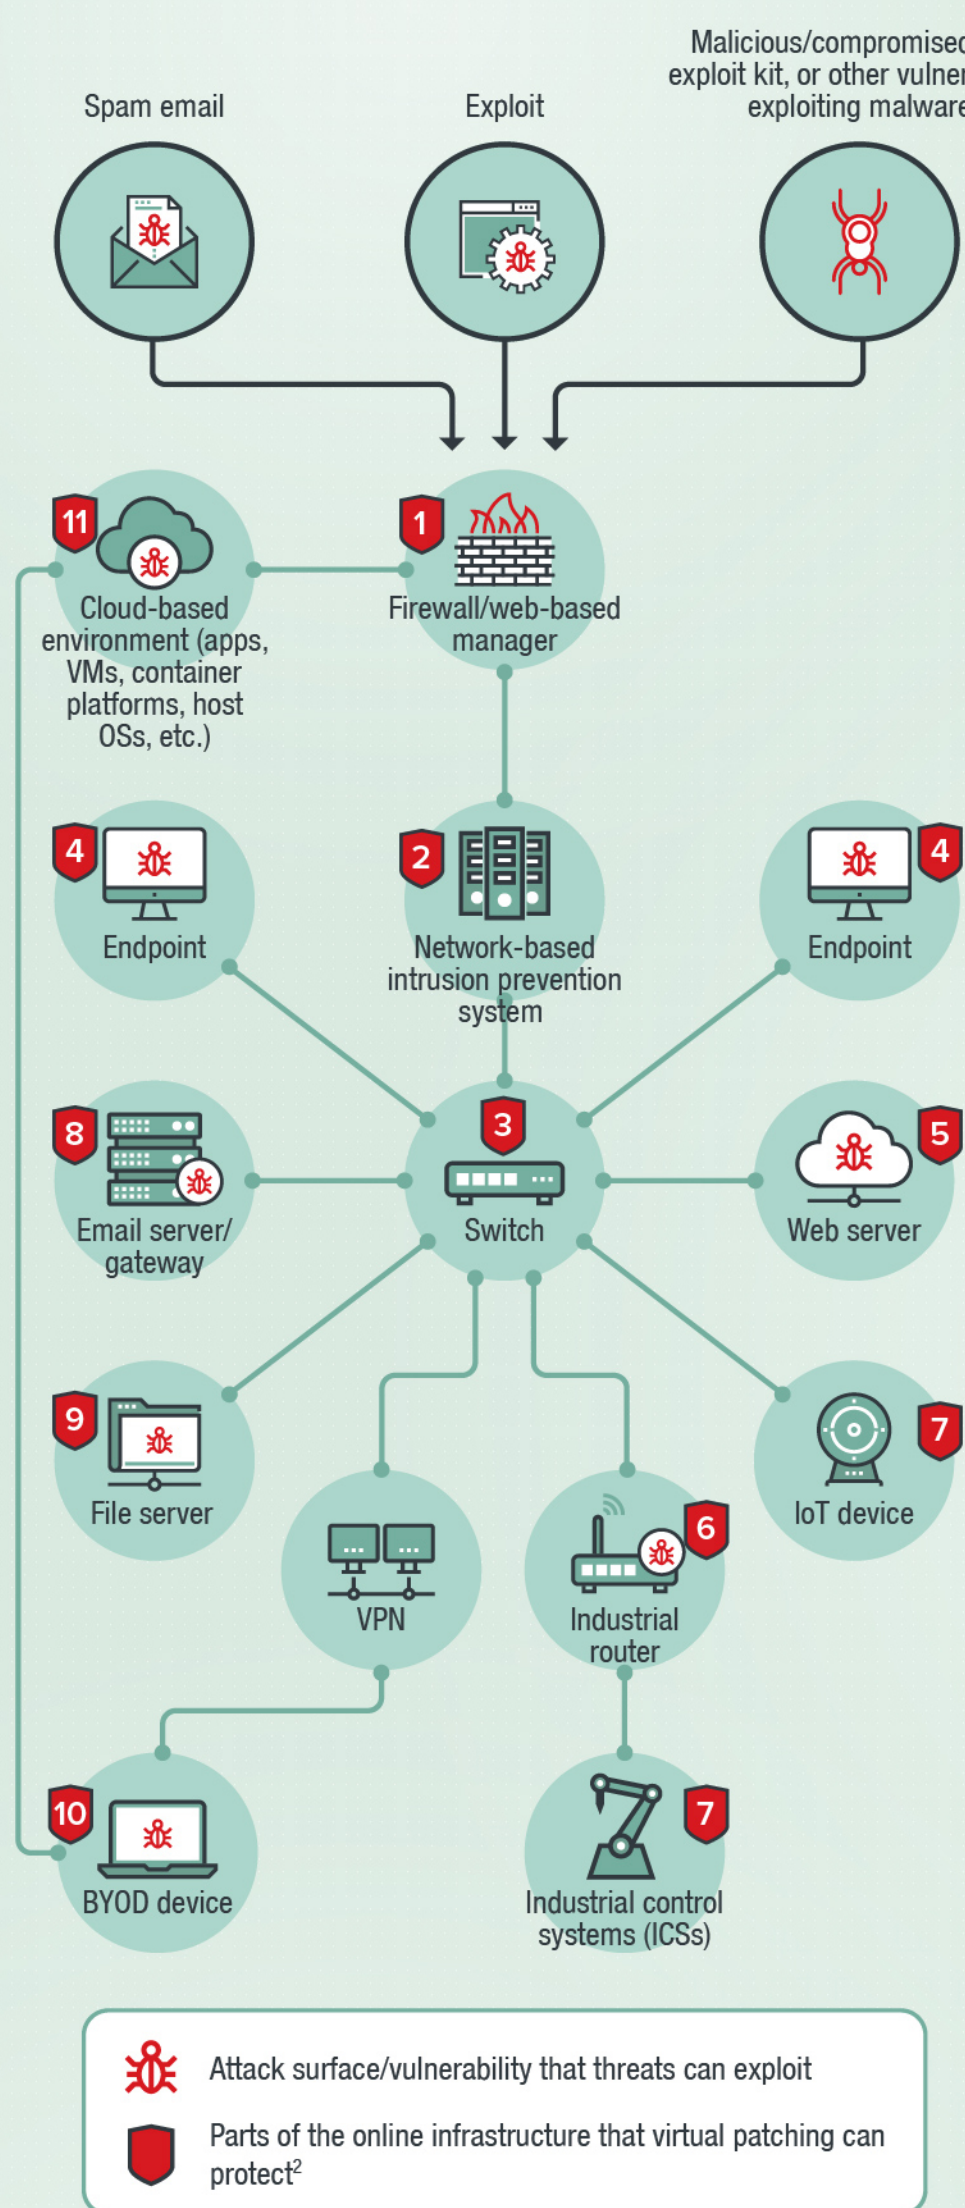 Malicious/compromised
exploit kit, or other
exploiting malware
Spam email
Exploit
11
1
Cloud-based
environment (apps,
VMs, container
platforms, host
OSs, etc.)
Firewall/web-based
manager
4
2
4
Endpoint
Network-based
intrusion prevention
system
Endpoint
8
3
5
Email server/
gateway
Switch
Web server
9
7
File server
IoT device
6
VPN
Industrial
router
10
7
BYOD device
Industrial control
systems (ICSs)
Attack surface/vulnerability that threats can exploit
Parts of the online infrastructure that virtual patching can
protect²